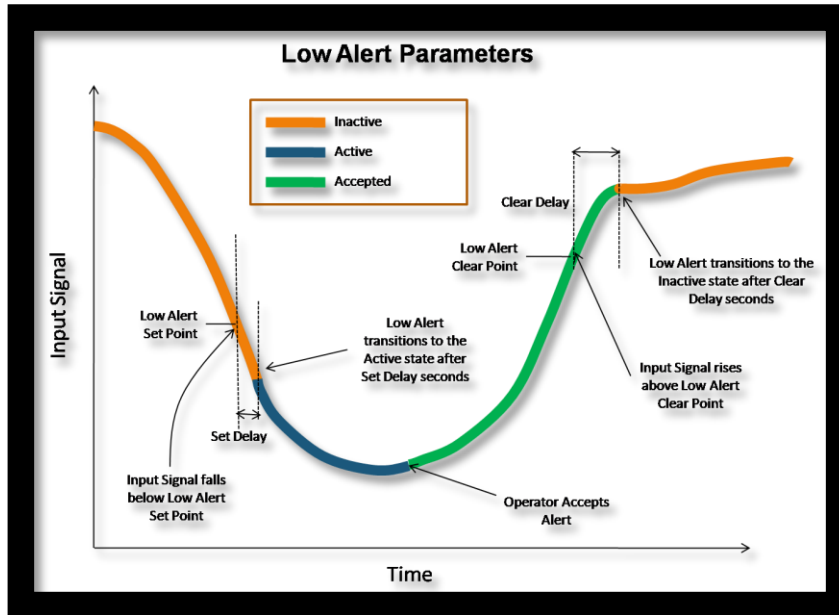 Low Alert Parameters
Inactive
Active
Accepted
Input Signal
Clear Delay
Low Alert
Clear Point
Low Alert transitions to the
Inactive state after Clear
Delay seconds
Low Alert
Set Point
Low Alert
transitions to the
Active state after
Set Delay seconds
Input Signal rises
above Low Alert
Clear Point
Set Delay
Input Signal falls
below Low Alert
Set Point
Operator Accepts
Alert
Time